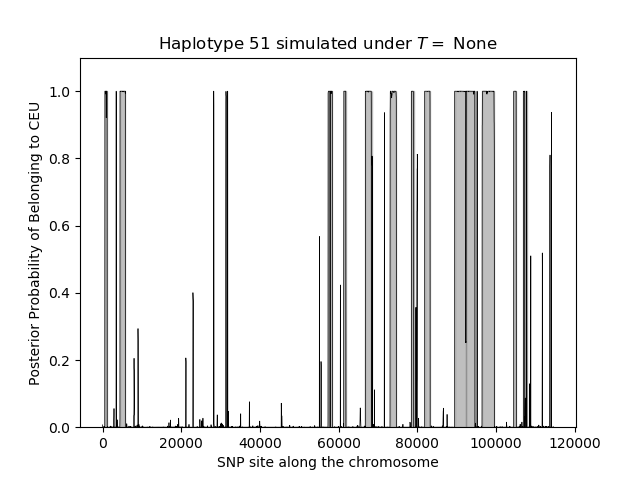 Haplotype 51 simulated under T = None
Posterior Probability of Belonging to CEU
1.0
0.8
0.6
0.4
0.2
0.0
0 20000 40000 60000 80000 100000 120000
SNP site along the chromosome